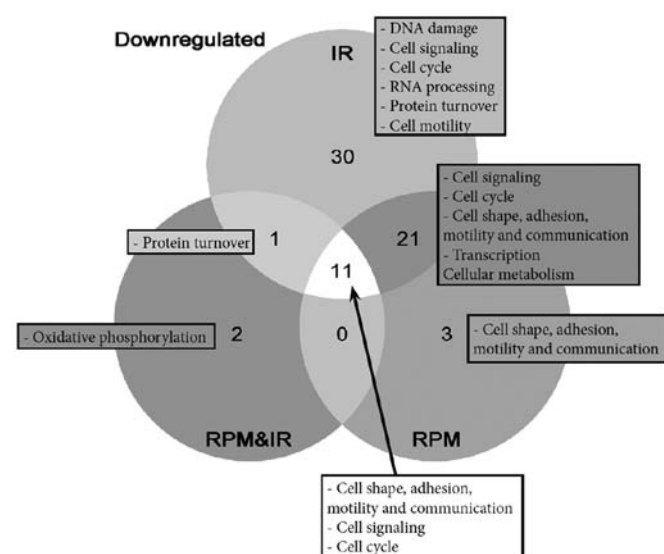 Downregulated
IR
- DNA damage
- Cell signaling
- Cell cycle
- RNA processing
- Protein turnover
- Cell motility
30
- Cell signaling
- Cell cycle
- Cell shape, adhesion,
motility and communication
- Transcription
Cellular metabolism
- Protein turnover
1
21
11
- Oxidative phosphorylation
2
0
3
- Cell shape, adhesion,
motility and communication
RPM&IR
RPM
- Cell shape, adhesion,
motility and communication
- Cell signaling
- Cell cycle